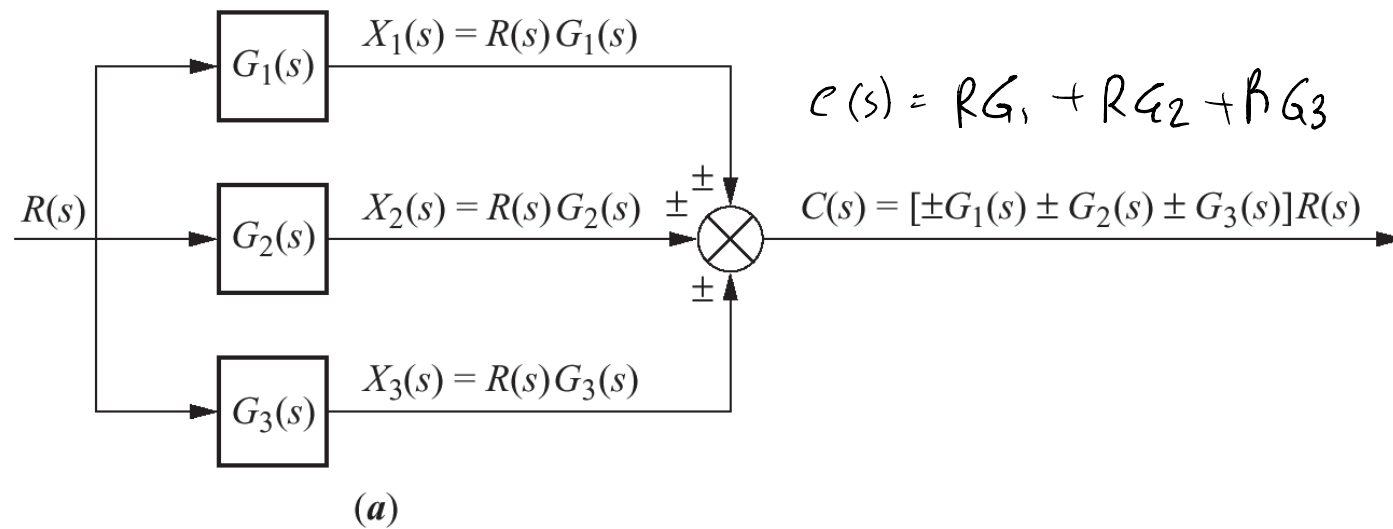 X₁(s) = R(s)G₁(s)
G₁(s)
C(s) = RG₁ + RG₂ + RG₃
±
R(s)
G₂(s)
X₂(s) = R(s)G₂(s)
±
C(s) = [±G₁(s) ± G₂(s) ± G₃(s)]R(s)
±
X₃(s) = R(s)G₃(s)
G₃(s)
(a)